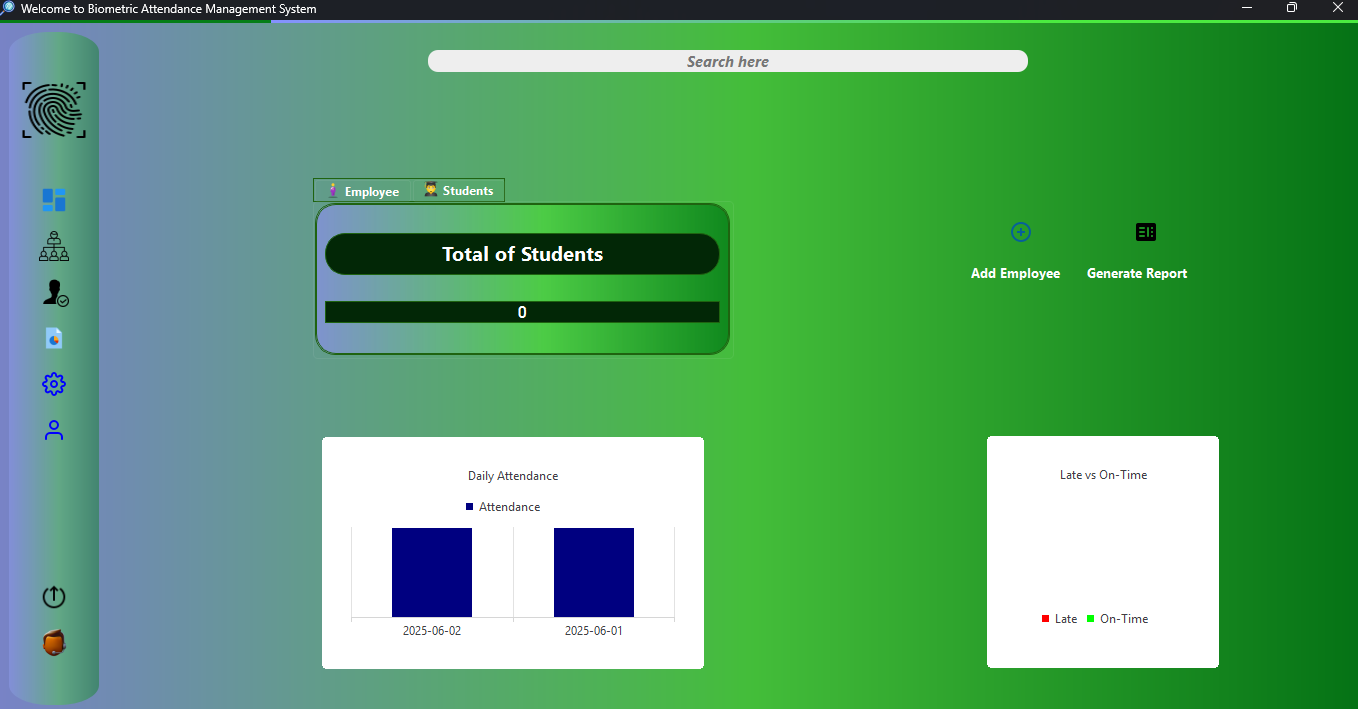 Welcome to Biometric Attendance Management System
Search here
Employee Students
Total of Students
0
Add Employee Generate Report
Daily Attendance
Attendance
2025-06-02 2025-06-01
Late vs On-Time
Late On-Time